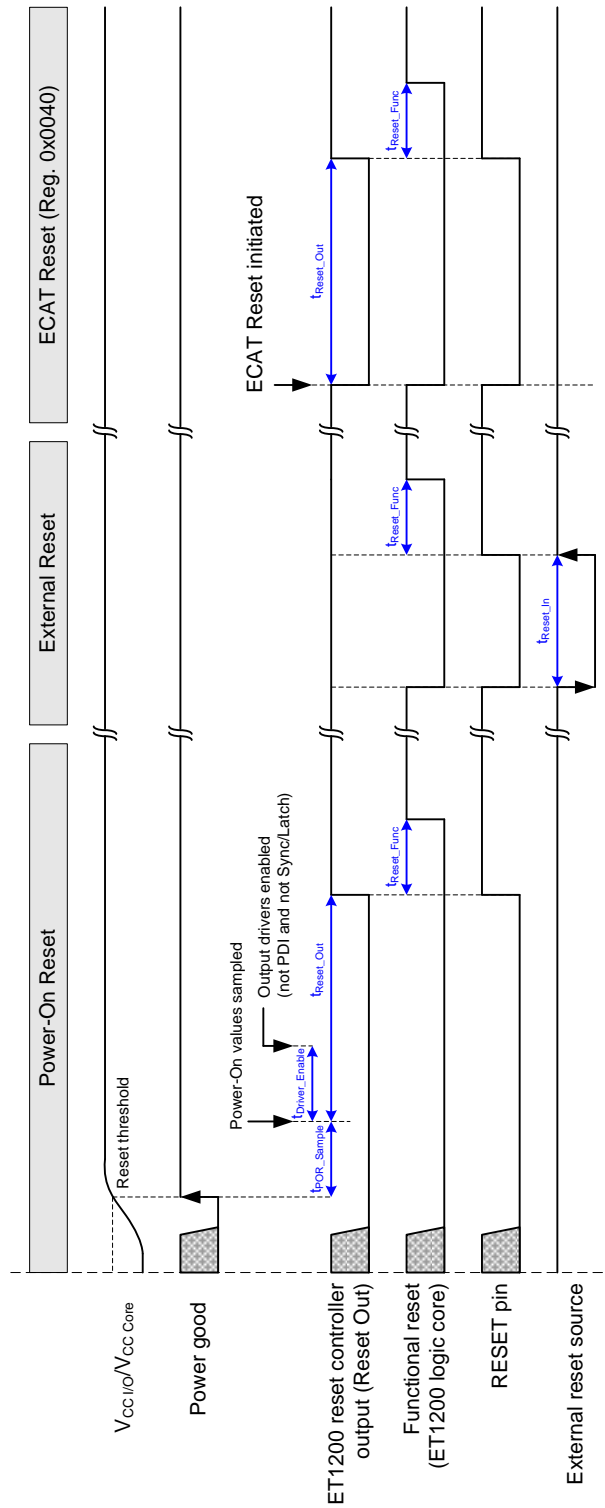 Power-On Reset
External Reset
ECAT Reset (Reg. 0x0040)
VCC I/O/VCC Core
Reset threshold
Power good
Power-On values sampled
Output drivers enabled
(not PDI and not Sync/Latch)
ECAT Reset initiated
tDriver_Enable
ET1200 reset controller
output (Reset Out)
tPOR_Sample
tReset_Out
tReset_Out
Functional reset
(ET1200 logic core)
tReset_Func
tReset_Func
tReset_Func
RESET pin
External reset source
tReset_In